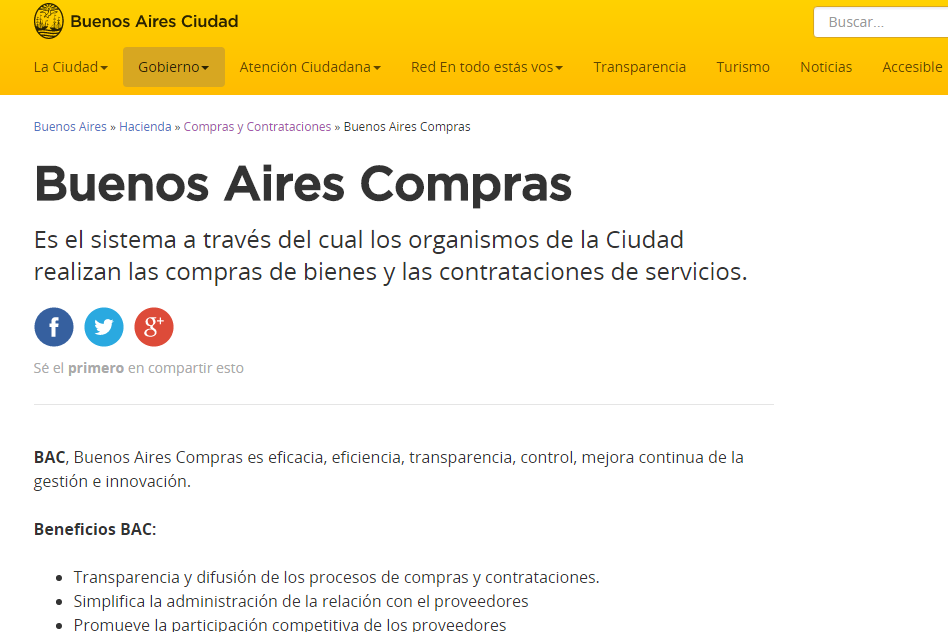 Buenos Aires Ciudad
Buscar...
La Ciudad Gobierno Atención Ciudadana Red En todo estás vos Transparencia Turismo Noticias Accesible
Buenos Aires » Hacienda » Compras y Contrataciones » Buenos Aires Compras
Buenos Aires Compras
Es el sistema a través del cual los organismos de la Ciudad
realizan las compras de bienes y las contrataciones de servicios.
f g+
Sé el primero en compartir esto
BAC, Buenos Aires Compras es eficacia, eficiencia, transparencia, control, mejora continua de la
gestión e innovación.
Beneficios BAC:
• Transparencia y difusión de los procesos de compras y contrataciones.
• Simplifica la administración de la relación con el proveedores
• Promueve la participación competitiva de los proveedores